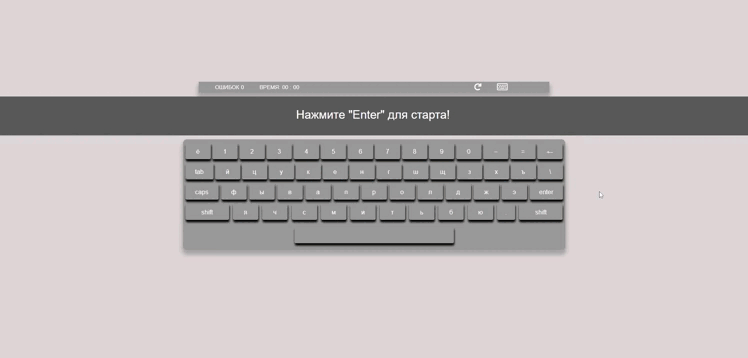 ОШИБОК 0 ВРЕМЯ 00 : 00
Нажмите "Enter" для старта!
ё 1 2 3 4 5 6 7 8 9 0 - = ←
tab й ц у к е н г ш щ з х ъ \
caps ф ы в а п р о л д ж э enter
shift я ч с м и т ь б ю . shift